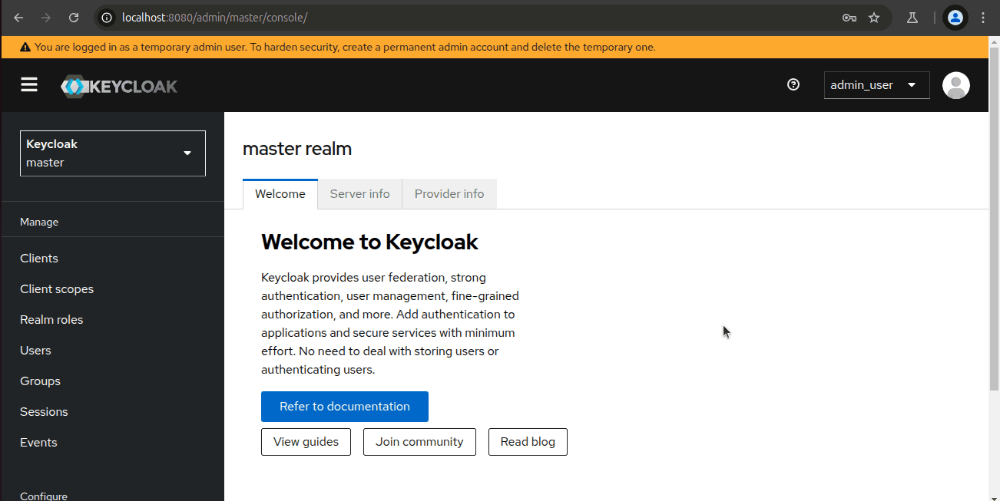 localhost:8080/admin/master/console/
You are logged in as a temporary admin user. To harden security, create a permanent admin account and delete the temporary one.
KEYCLOAK
admin_user
Keycloak
master
Manage
Clients
Client scopes
Realm roles
Users
Groups
Sessions
Events
Configure
master realm
Welcome
Server info
Provider info
Welcome to Keycloak
Keycloak provides user federation, strong
authentication, user management, fine-grained
authorization, and more. Add authentication to
applications and secure services with minimum
effort. No need to deal with storing users or
authenticating users.
Refer to documentation
View guides
Join community
Read blog